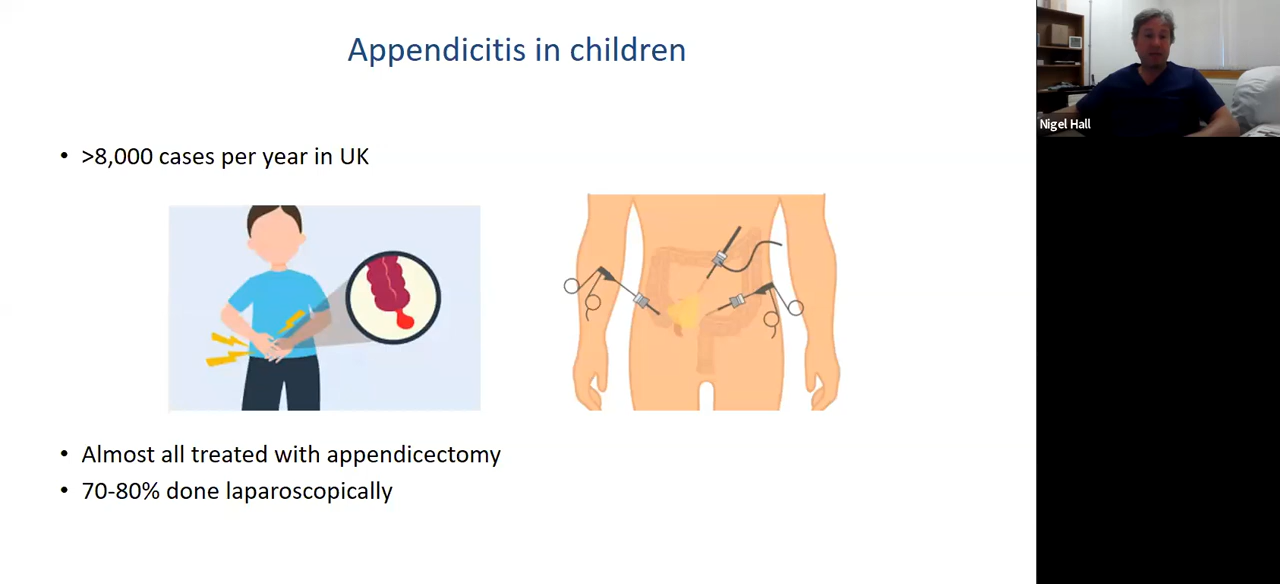 Appendicitis in children
• >8,000 cases per year in UK
• Almost all treated with appendicectomy
• 70-80% done laparoscopically
Nigel Hall